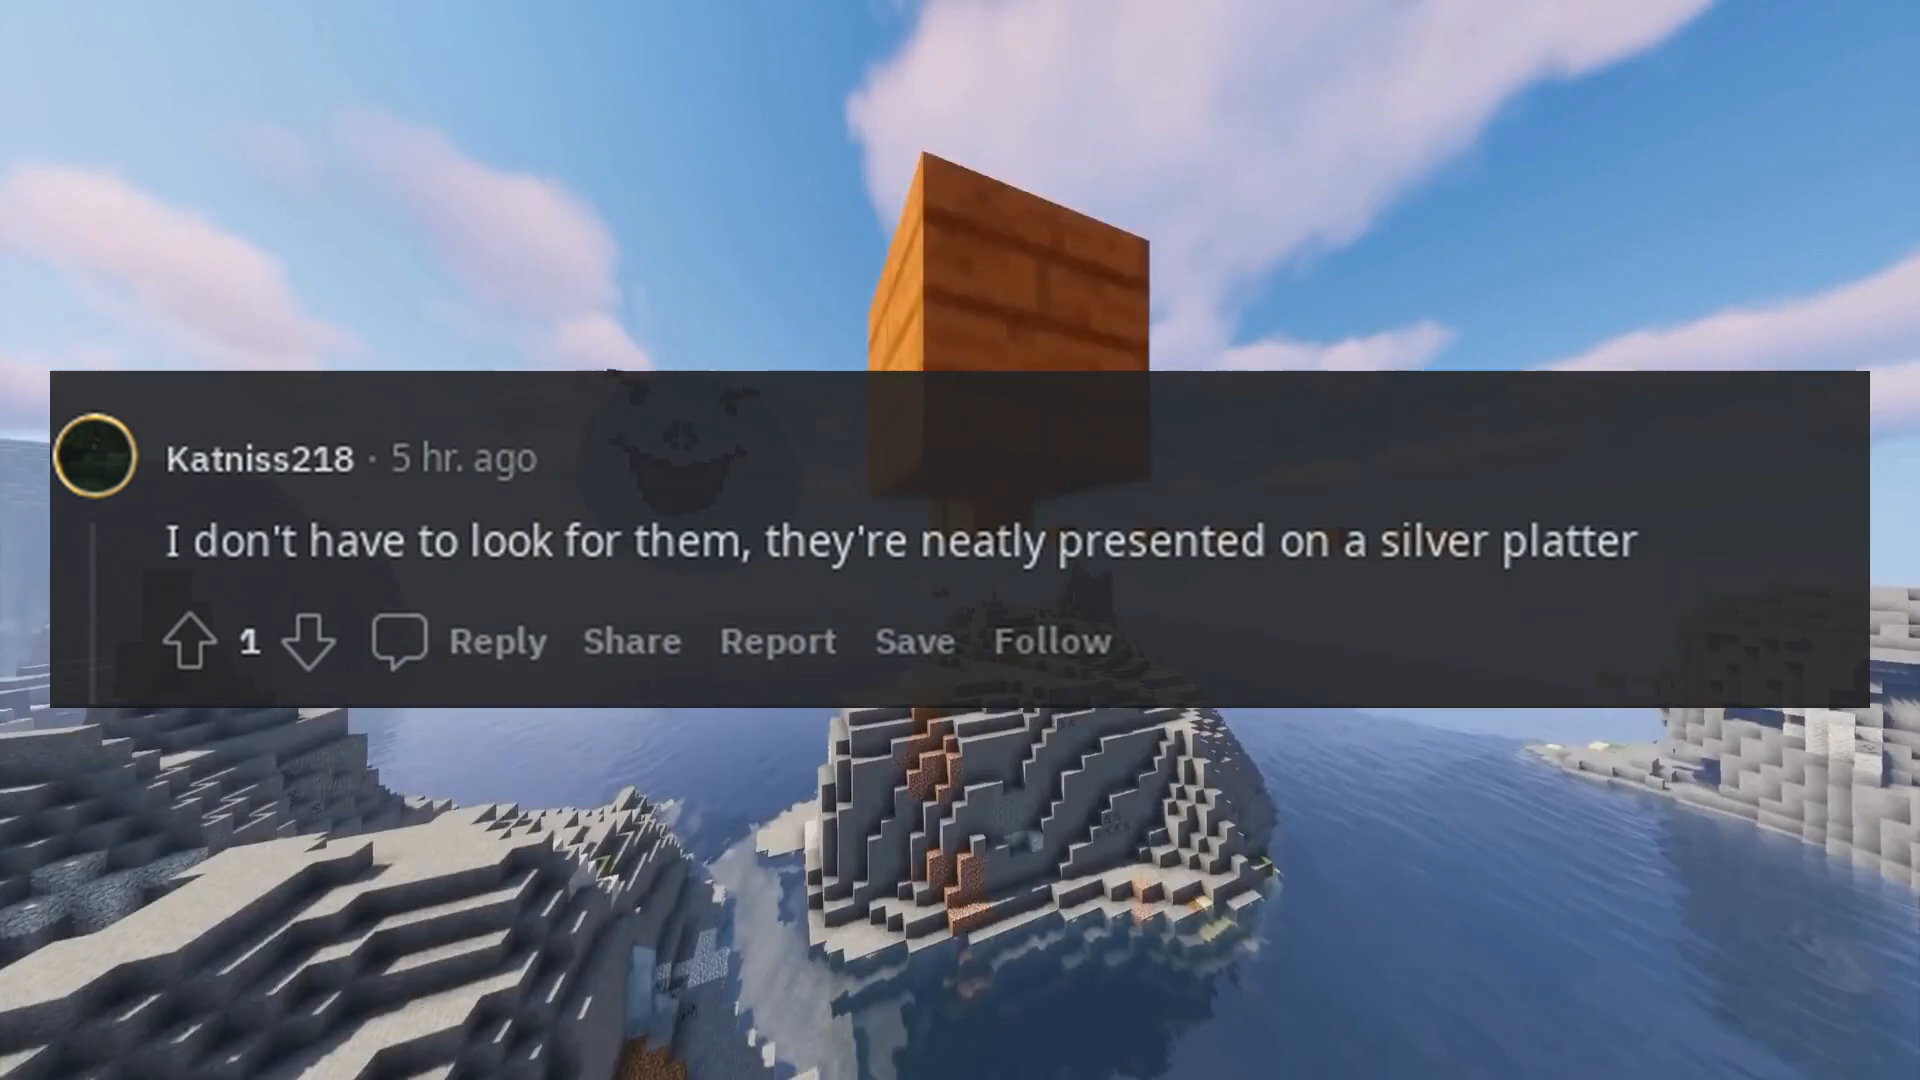 Katniss218 · 5 hr. ago
I don't have to look for them, they're neatly presented on a silver platter
1 Reply Share Report Save Follow